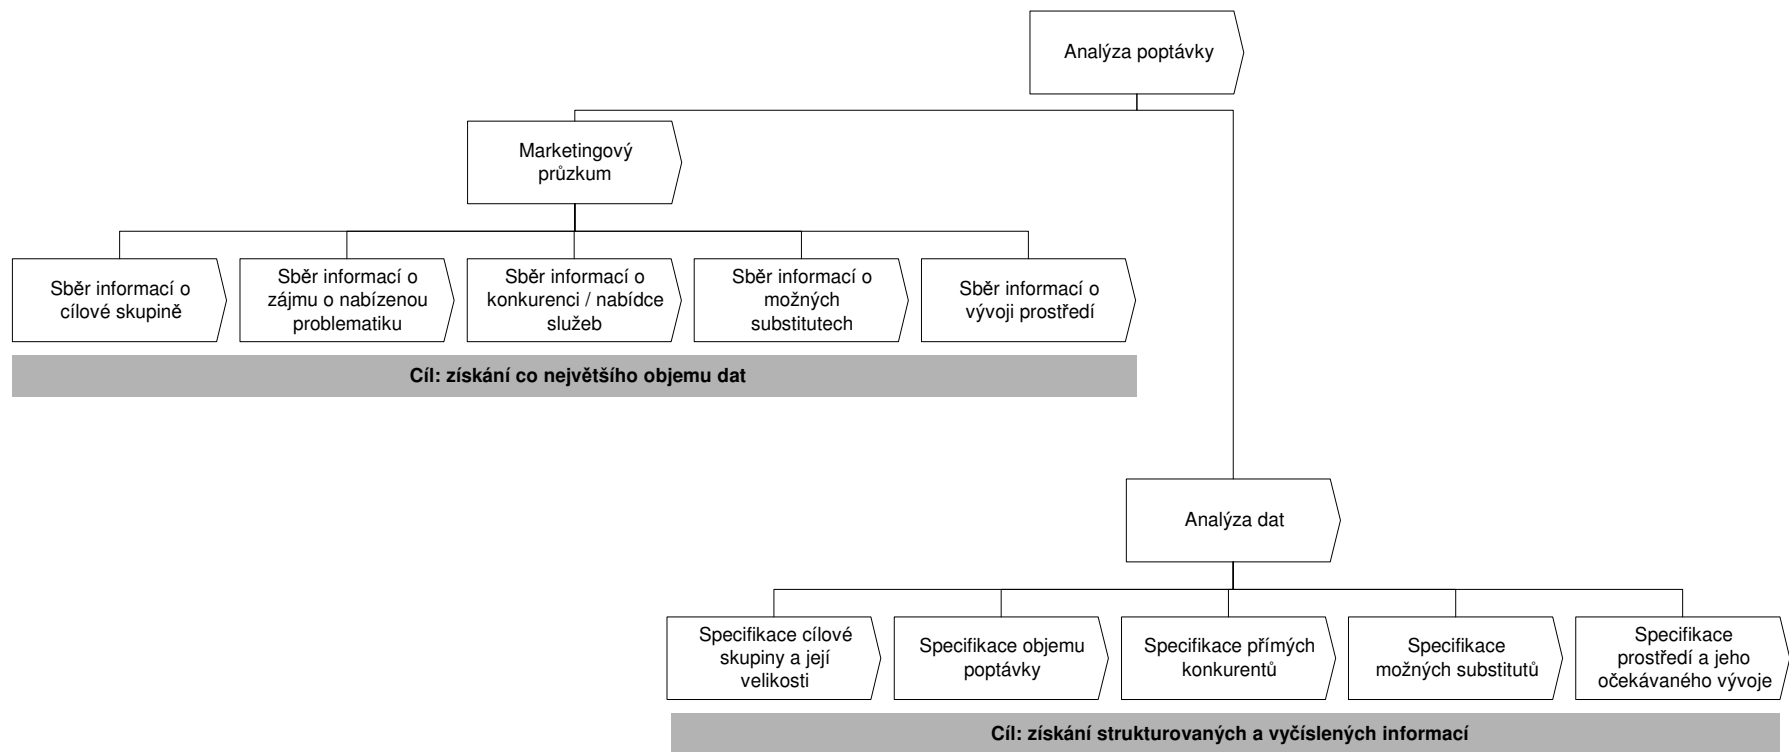 Analýza poptávky
Marketingový
průzkum
Sběr informací o
cílové skupině
Sběr informací o
zájmu o nabízenou
problematiku
Sběr informací o
konkurenci / nabídce
služeb
Sběr informací o
možných
substitutech
Sběr informací o
vývoji prostředí
Cíl: získání co největšího objemu dat
Analýza dat
Specifikace cílové
skupiny a její
velikosti
Specifikace objemu
poptávky
Specifikace přímých
konkurentů
Specifikace
možných substitutů
Specifikace
prostředí a jeho
očekávaného vývoje
Cíl: získání strukturovaných a vyčíslených informací